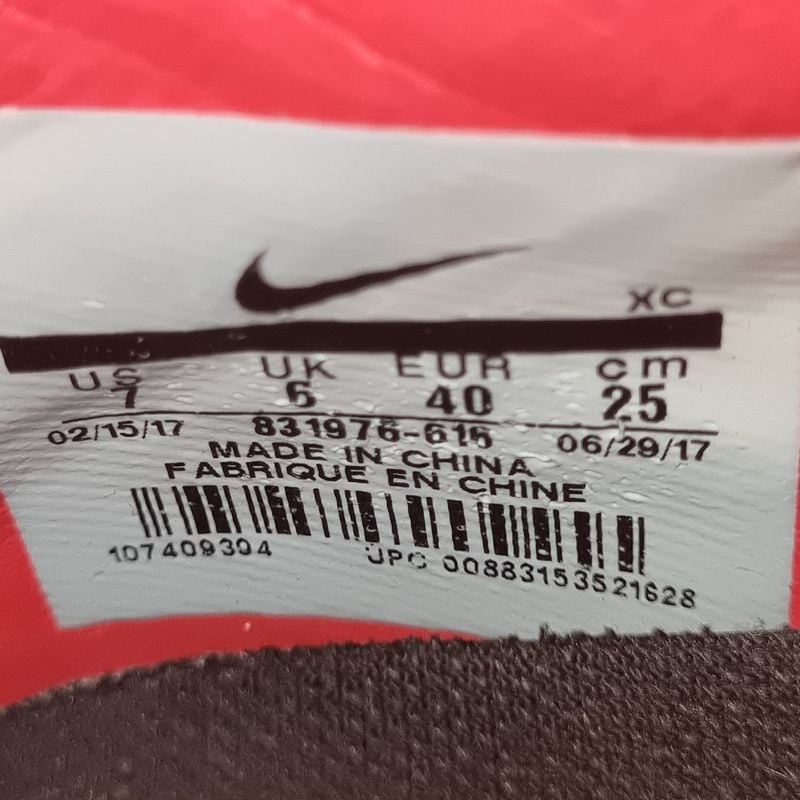 XC
US UK EUR cm
7 6 40 25
02/15/17 831976-616 06/29/17
MADE IN CHINA
FABRIQUE EN CHINE
107409304 UPC 00883153521628